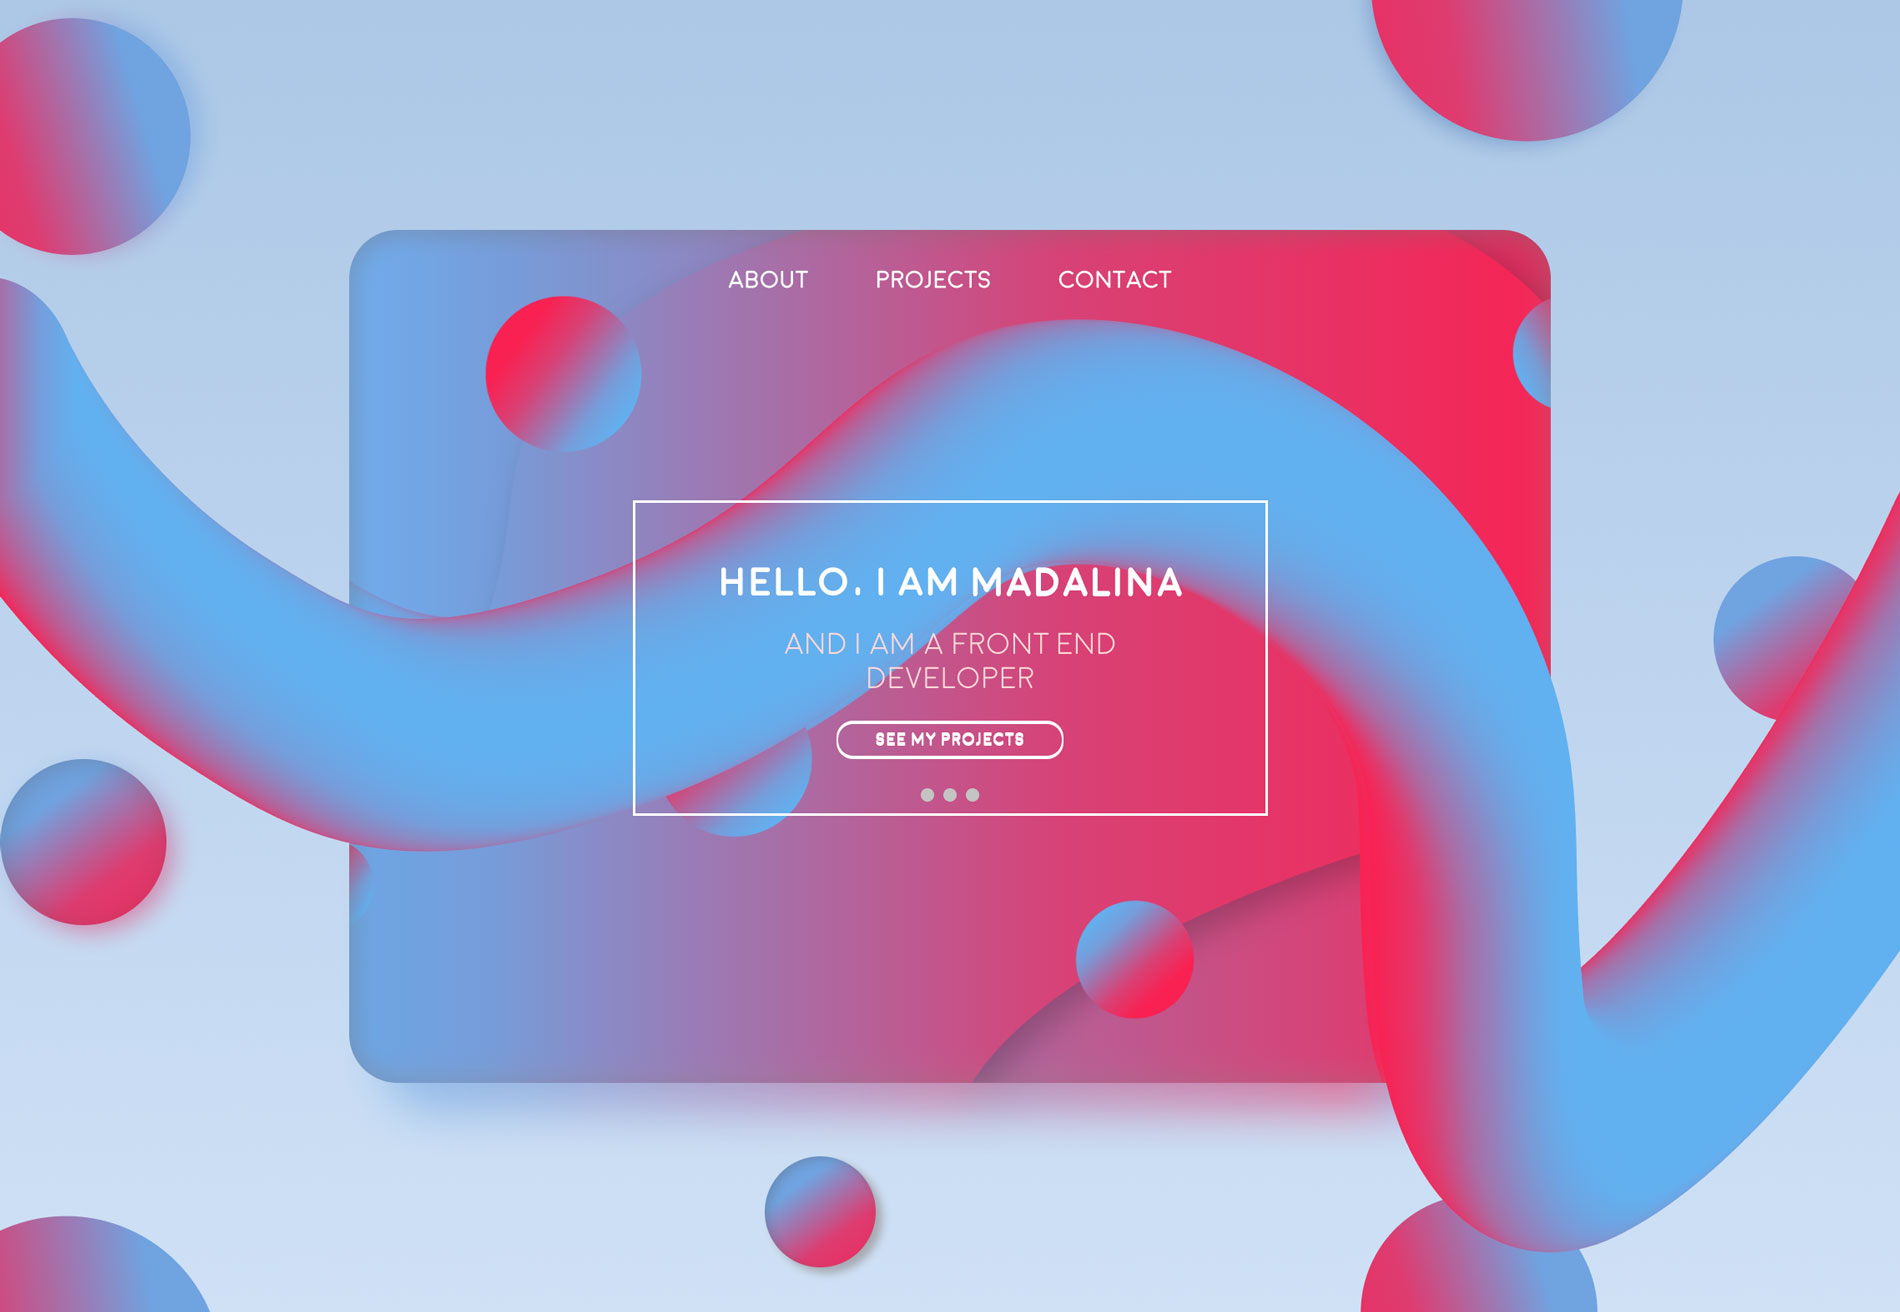 ABOUT PROJECTS CONTACT
HELLO. I AM MADALINA
AND I AM A FRONT END
DEVELOPER
SEE MY PROJECTS